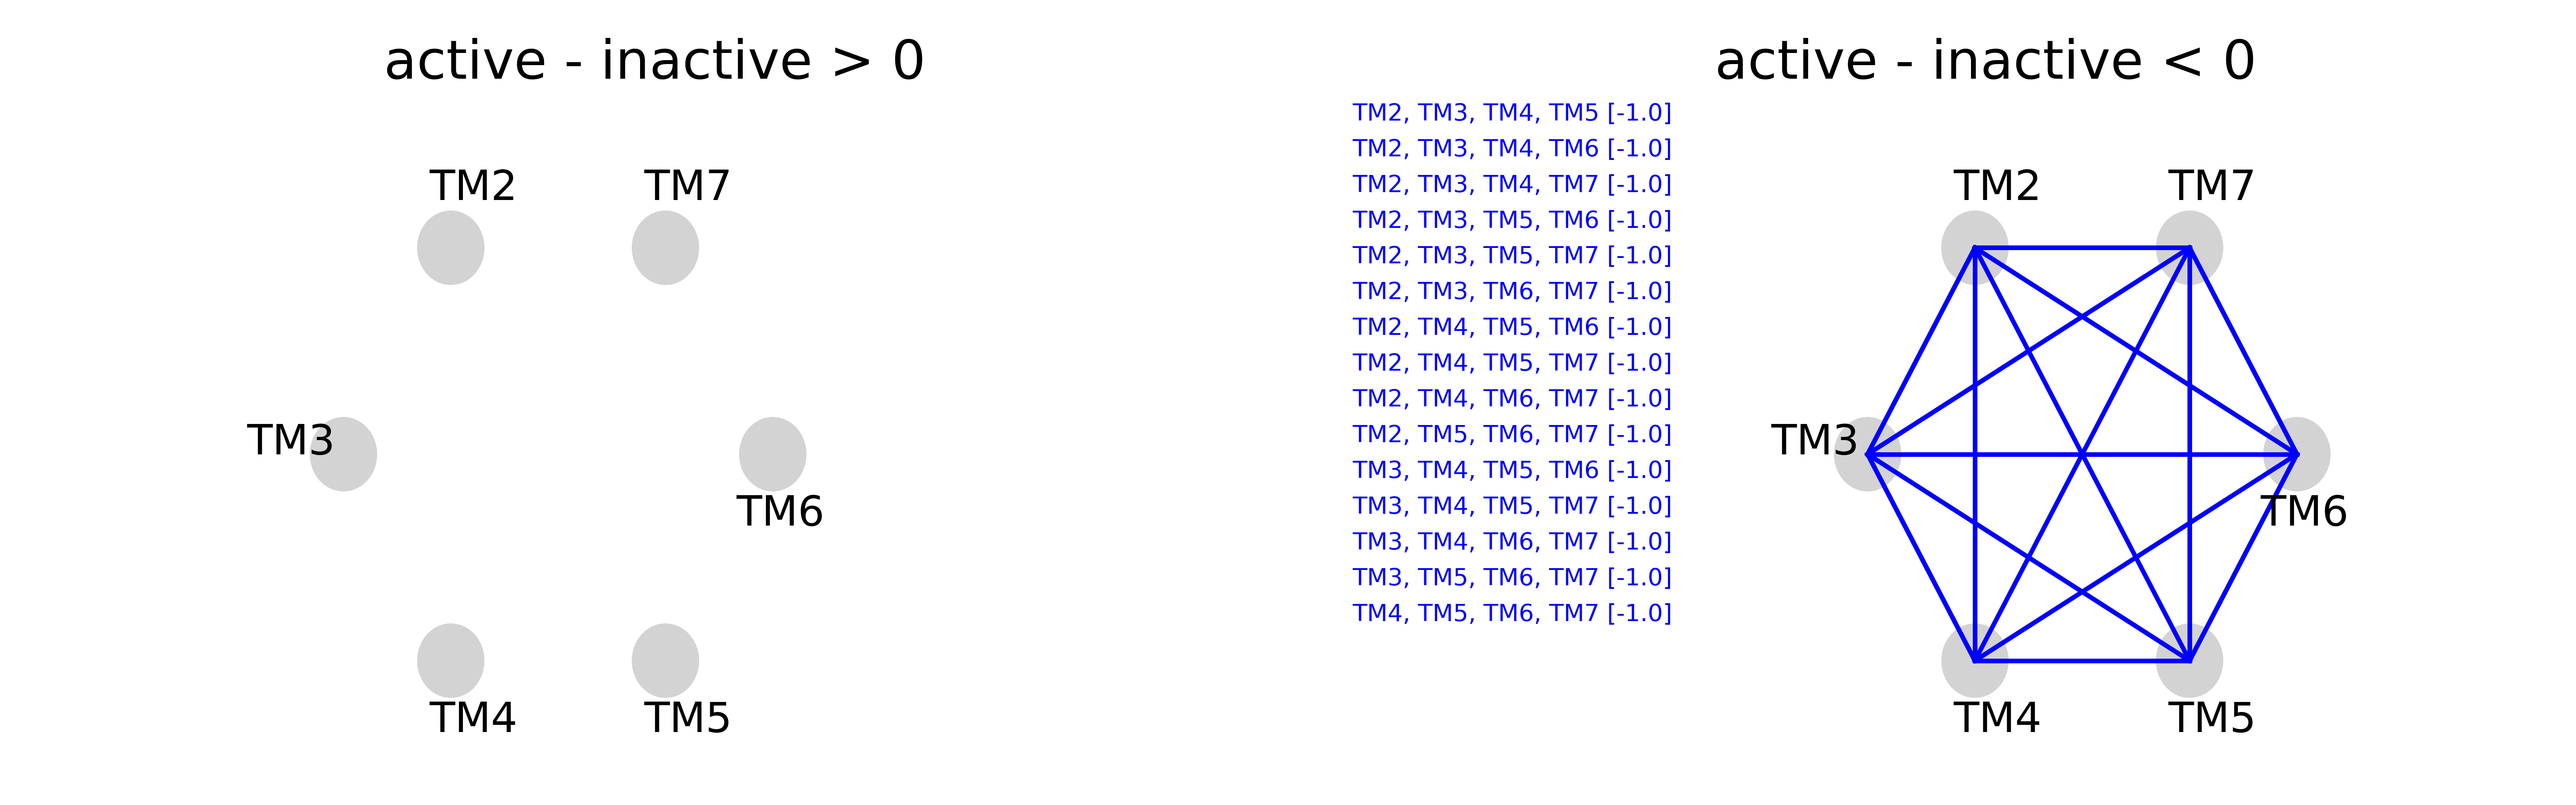 active - inactive > 0
TM2
TM7
TM3
TM6
TM4
TM5
active - inactive < 0
TM2, TM3, TM4, TM5 [-1.0]
TM2, TM3, TM4, TM6 [-1.0]
TM2, TM3, TM4, TM7 [-1.0]
TM2, TM3, TM5, TM6 [-1.0]
TM2, TM3, TM5, TM7 [-1.0]
TM2, TM3, TM6, TM7 [-1.0]
TM2, TM4, TM5, TM6 [-1.0]
TM2, TM4, TM5, TM7 [-1.0]
TM2, TM4, TM6, TM7 [-1.0]
TM2, TM5, TM6, TM7 [-1.0]
TM3, TM4, TM5, TM6 [-1.0]
TM3, TM4, TM5, TM7 [-1.0]
TM3, TM4, TM6, TM7 [-1.0]
TM3, TM5, TM6, TM7 [-1.0]
TM4, TM5, TM6, TM7 [-1.0]
TM2
TM7
TM3
TM6
TM4
TM5